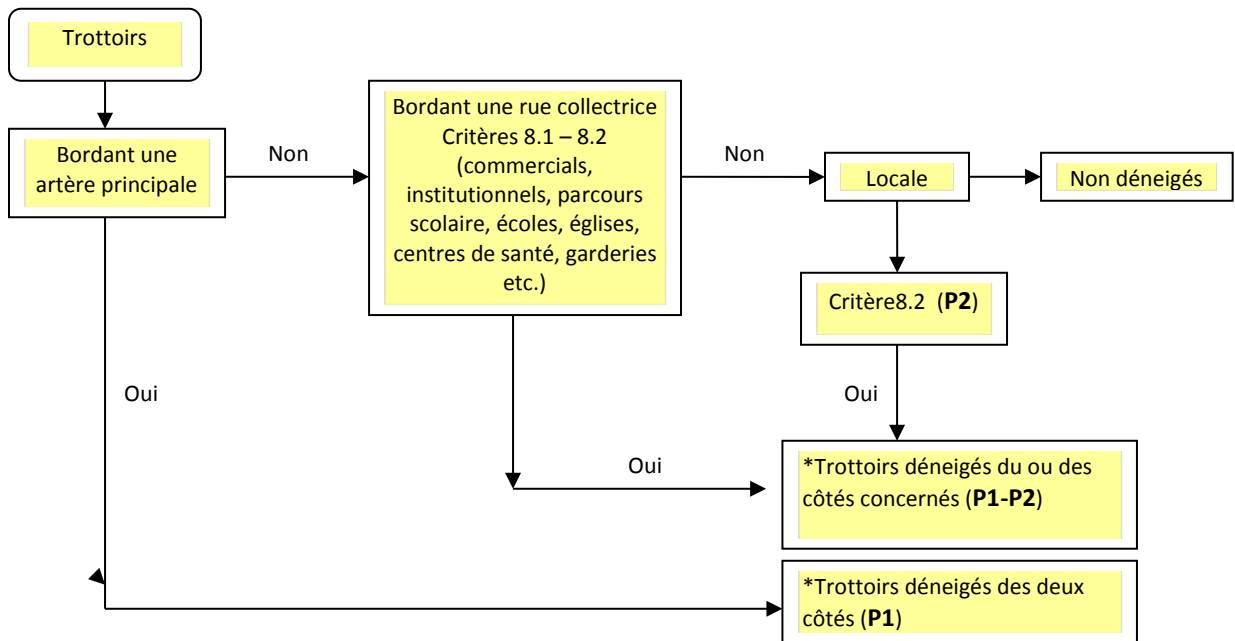 Trottoirs
Bordant une
artère principale
Non
Bordant une rue collectrice
Critères 8.1 – 8.2
(commercials,
institutionnels, parcours
scolaire, écoles, églises,
centres de santé, garderies
etc.)
Non
Locale
Non déneigés
Critère8.2 (P2)
Oui
Oui
Oui
*Trottoirs déneigés du ou des
côtés concernés (P1-P2)
*Trottoirs déneigés des deux
côtés (P1)